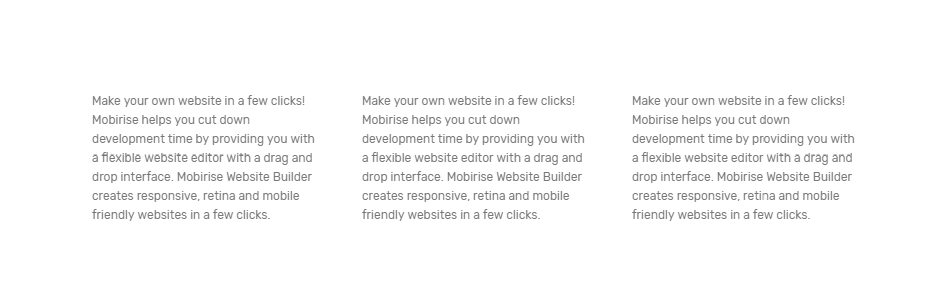 Make your own website in a few clicks!
Mobirise helps you cut down
development time by providing you with
a flexible website editor with a drag and
drop interface. Mobirise Website Builder
creates responsive, retina and mobile
friendly websites in a few clicks.
Make your own website in a few clicks!
Mobirise helps you cut down
development time by providing you with
a flexible website editor with a drag and
drop interface. Mobirise Website Builder
creates responsive, retina and mobile
friendly websites in a few clicks.
Make your own website in a few clicks!
Mobirise helps you cut down
development time by providing you with
a flexible website editor with a drag and
drop interface. Mobirise Website Builder
creates responsive, retina and mobile
friendly websites in a few clicks.